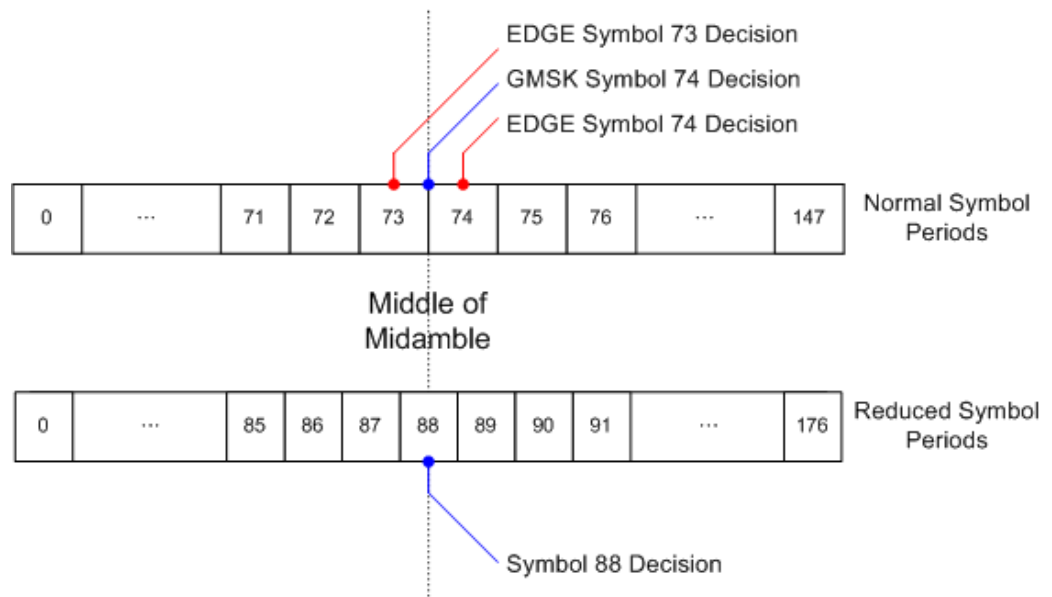 EDGE Symbol 73 Decision
GMSK Symbol 74 Decision
EDGE Symbol 74 Decision
0 ... 71 72 73 74 75 76 ... 147
Normal Symbol
Periods
Middle of
Midamble
0 ... 85 86 87 88 89 90 91 ... 176
Reduced Symbol
Periods
Symbol 88 Decision